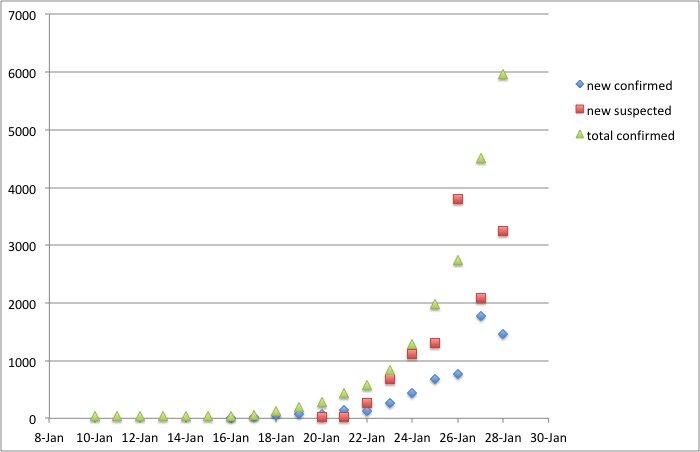 7000
6000
5000
4000
3000
2000
1000
0
8-Jan 10-Jan 12-Jan 14-Jan 16-Jan 18-Jan 20-Jan 22-Jan 24-Jan 26-Jan 28-Jan 30-Jan
new confirmed
new suspected
total confirmed